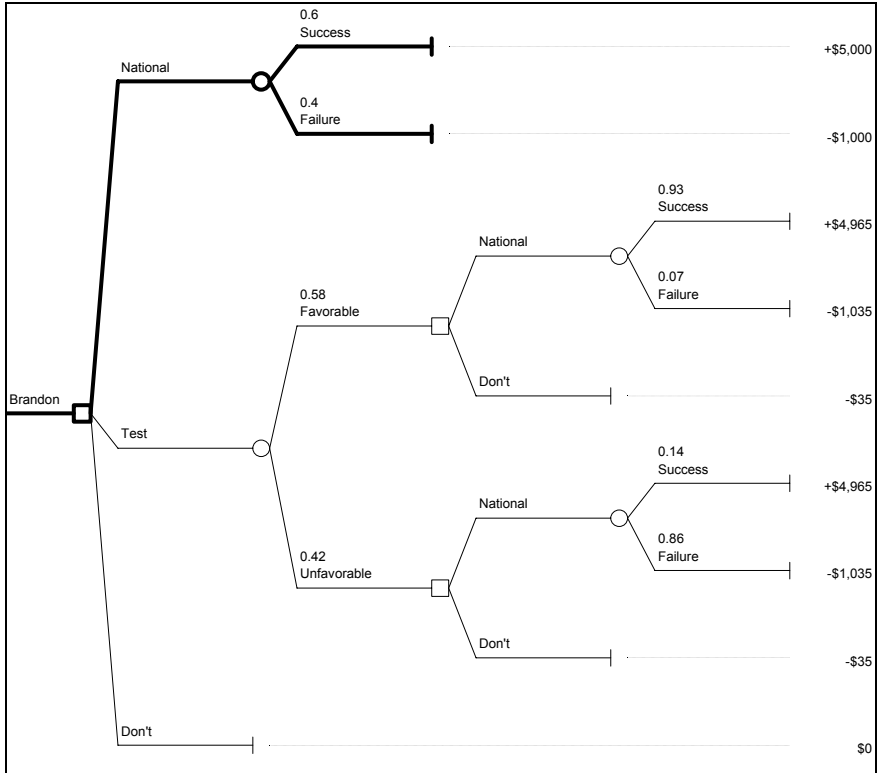 0.6
Success
+$5,000
National
0.4
Failure
-$1,000
0.93
Success
+$4,965
National
0.07
Failure
-$1,035
0.58
Favorable
Don't
-$35
Brandon
Test
0.14
Success
+$4,965
National
0.86
Failure
-$1,035
0.42
Unfavorable
Don't
-$35
Don't
$0